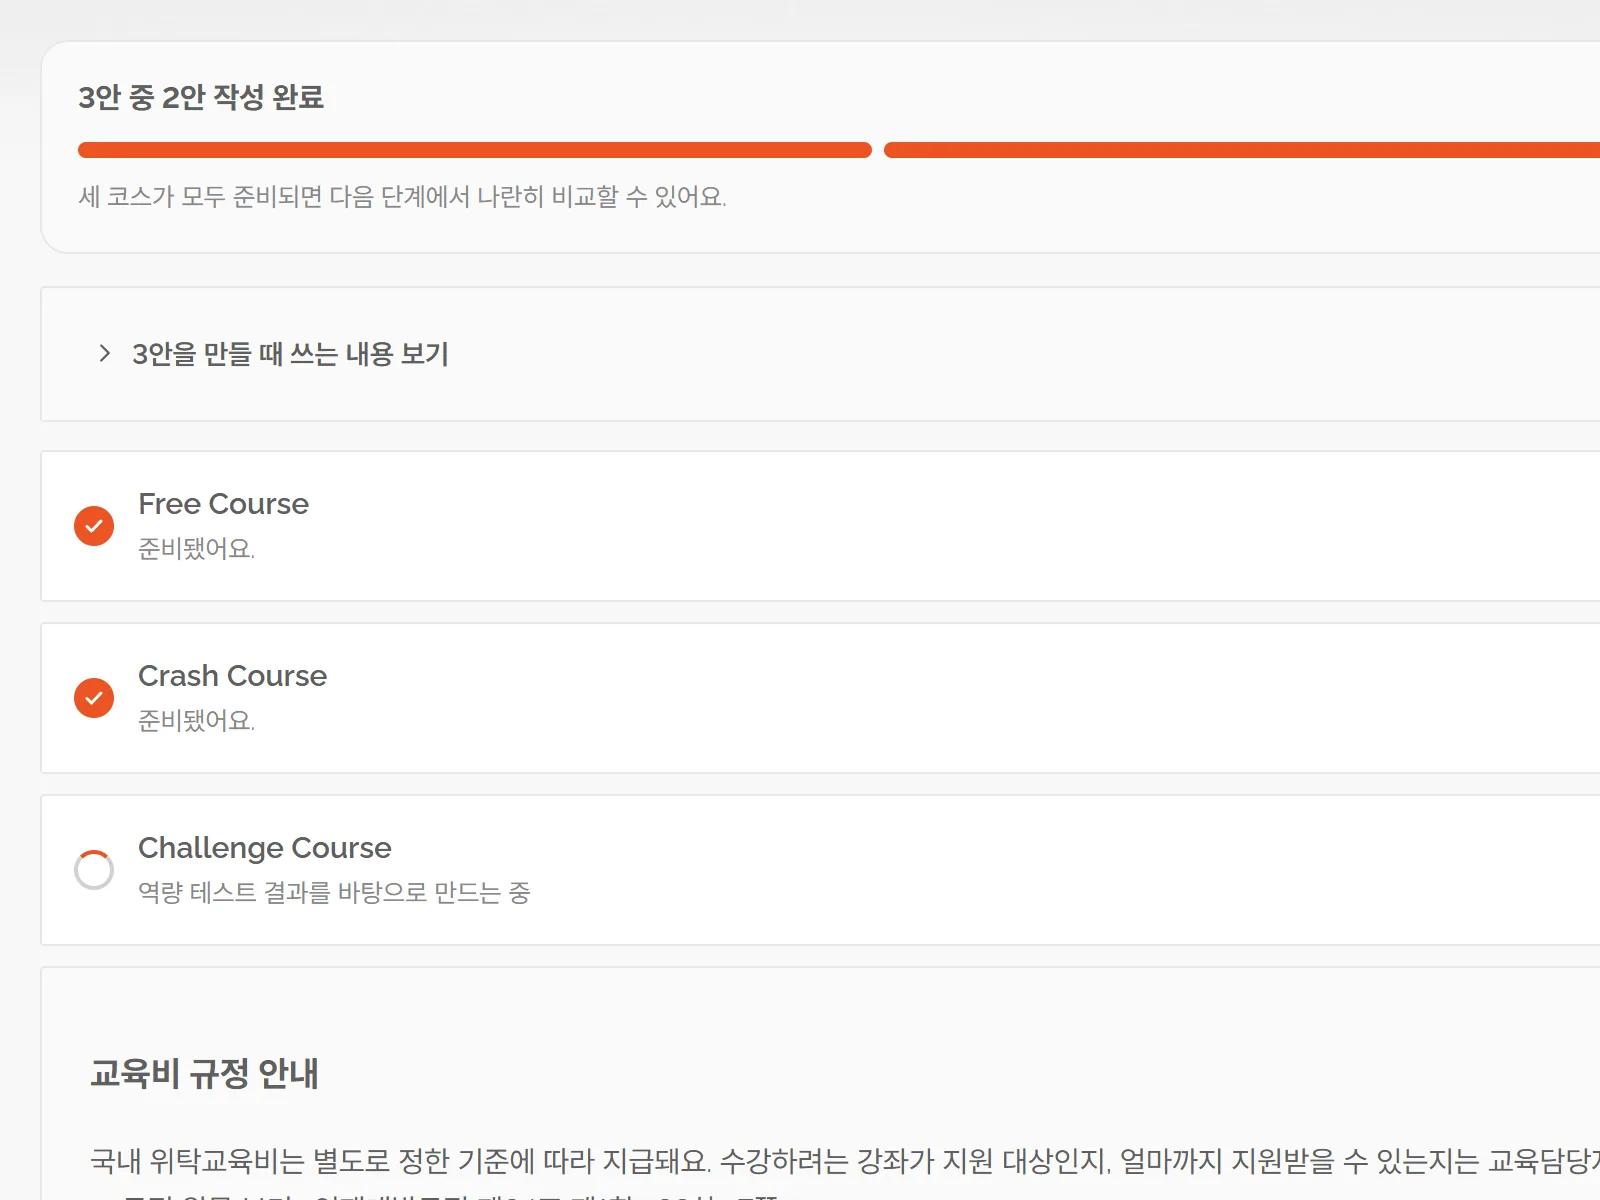 3안 중 2안 작성 완료
세 코스가 모두 준비되면 다음 단계에서 나란히 비교할 수 있어요.
3안을 만들 때 쓰는 내용 보기
Free Course
준비됐어요.
Crash Course
준비됐어요.
Challenge Course
역량 테스트 결과를 바탕으로 만드는 중
교육비 규정 안내
국내 위탁교육비는 별도로 정한 기준에 따라 지급돼요. 수강하려는 강좌가 지원 대상인지, 얼마까지 지원받을 수 있는지는